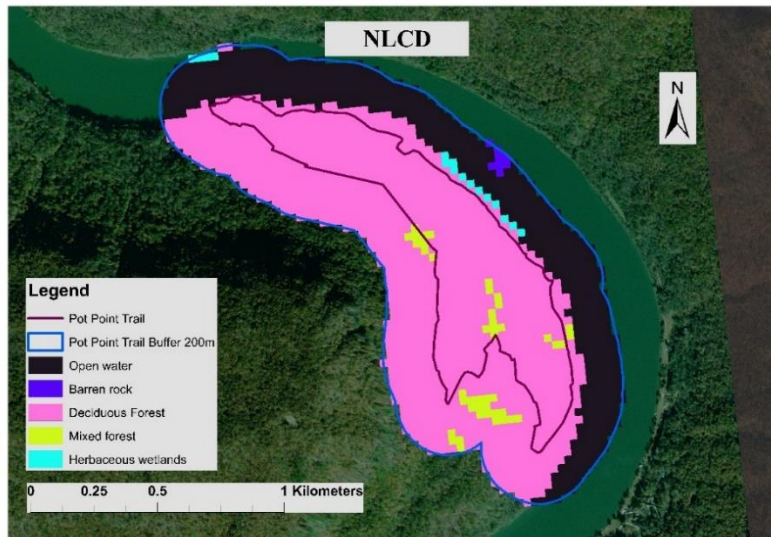 NLCD
N
Legend
Pot Point Trail
Pot Point Trail Buffer 200m
Open water
Barren rock
Deciduous Forest
Mixed forest
Herbaceous wetlands
0 0.25 0.5 1 Kilometers